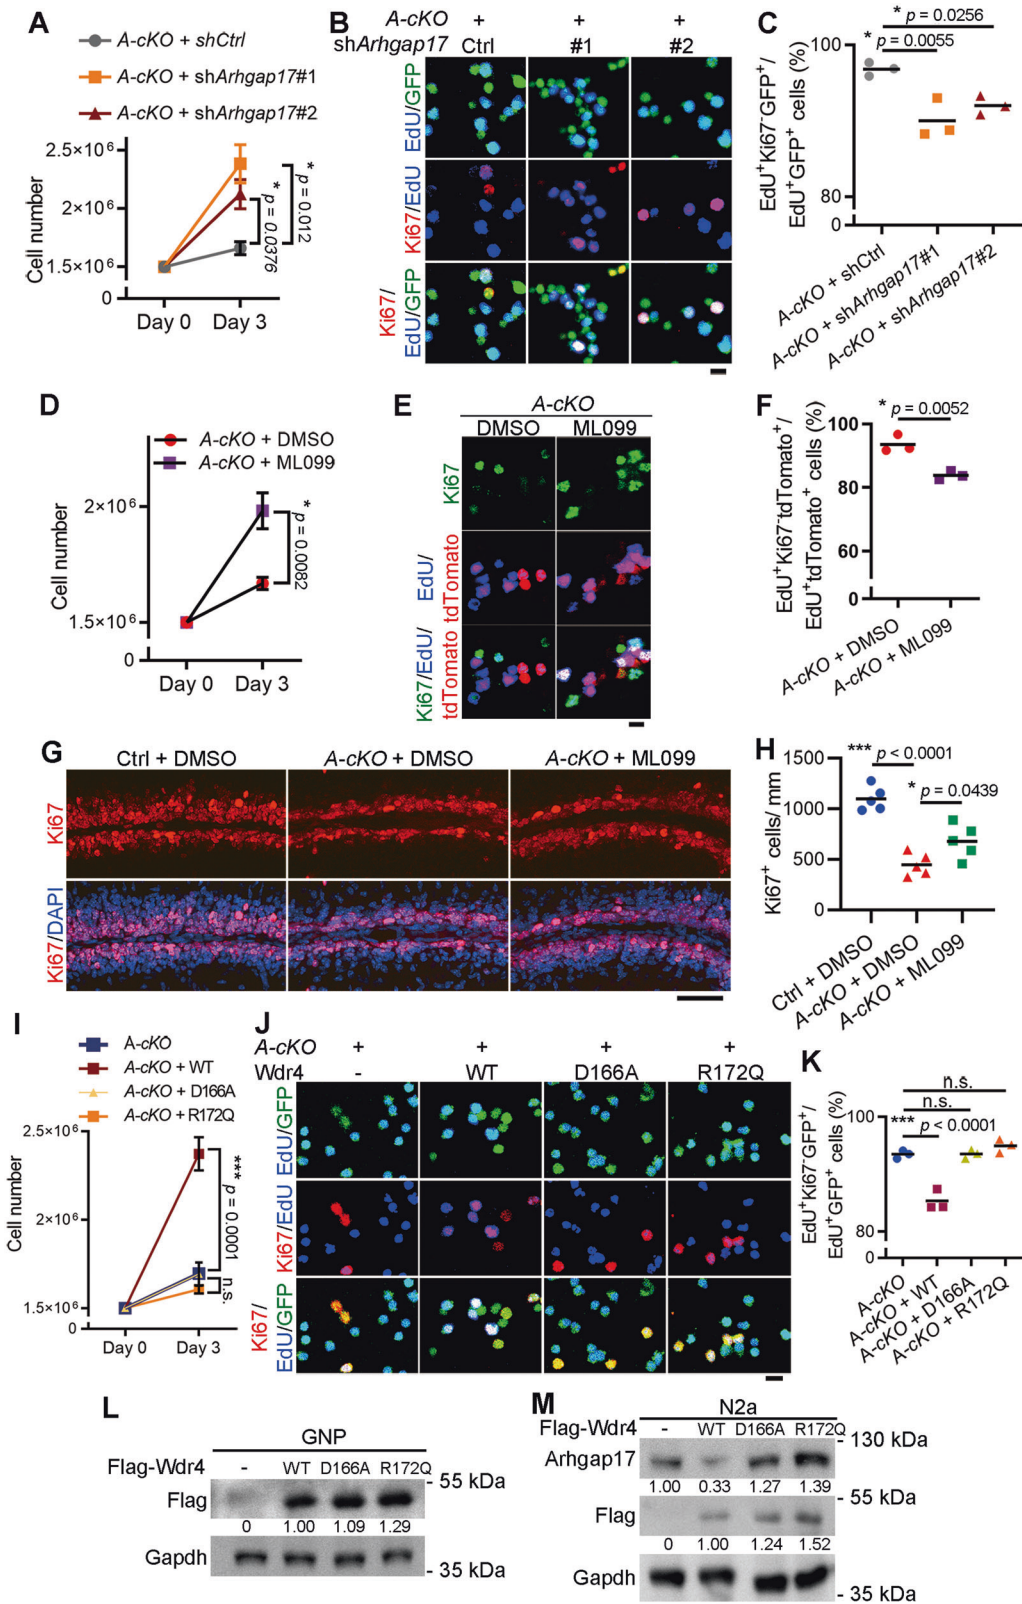 A
A-cKO + shCtrl
A-cKO + shArhgap17#1
A-cKO + shArhgap17#2
Cell number
2.5×10⁶
2×10⁶
1.5×10⁶
0
Day 0 Day 3
* p = 0.0376
* p = 0.012
B
A-cKO + + +
shArhgap17 Ctrl #1 #2
EdU/GFP
Ki67/EdU
Ki67/
EdU/GFP
C
* p = 0.0256
* p = 0.0055
EdU⁺Ki67⁻GFP⁺/
EdU⁺GFP⁺ cells (%)
100
80
0
A-cKO + shCtrl
A-cKO + shArhgap17#1
A-cKO + shArhgap17#2
D
A-cKO + DMSO
A-cKO + ML099
Cell number
2×10⁶
1.5×10⁶
0
Day 0 Day 3
* p = 0.0082
E
A-cKO
DMSO ML099
Ki67
EdU/
tdTomato
Ki67/EdU/
tdTomato
F
* p = 0.0052
EdU⁺Ki67⁻tdTomato⁺/
EdU⁺tdTomato⁺ cells (%)
100
80
60
0
A-cKO + DMSO
A-cKO + ML099
G
Ctrl + DMSO A-cKO + DMSO A-cKO + ML099
Ki67
Ki67/DAPI
H
*** p < 0.0001
* p = 0.0439
Ki67⁺ cells/ mm
1500
1000
500
0
Ctrl + DMSO
A-cKO + DMSO
A-cKO + ML099
I
A-cKO
A-cKO + WT
A-cKO + D166A
A-cKO + R172Q
Cell number
2.5×10⁶
2×10⁶
1.5×10⁶
0
Day 0 Day 3
*** p = 0.0001
n.s.
J
A-cKO + + + +
Wdr4 - WT D166A R172Q
EdU/GFP
Ki67/EdU
Ki67/
EdU/GFP
K
n.s.
n.s.
*** p < 0.0001
EdU⁺Ki67⁻GFP⁺/
EdU⁺GFP⁺ cells (%)
100
80
0
A-cKO
A-cKO + WT
A-cKO + D166A
A-cKO + R172Q
L
GNP
Flag-Wdr4 - WT D166A R172Q
- 55 kDa
Flag
0 1.00 1.09 1.29
Gapdh
- 35 kDa
M
N2a
Flag-Wdr4 - WT D166A R172Q
- 130 kDa
Arhgap17
1.00 0.33 1.27 1.39
- 55 kDa
Flag
0 1.00 1.24 1.52
Gapdh
- 35 kDa